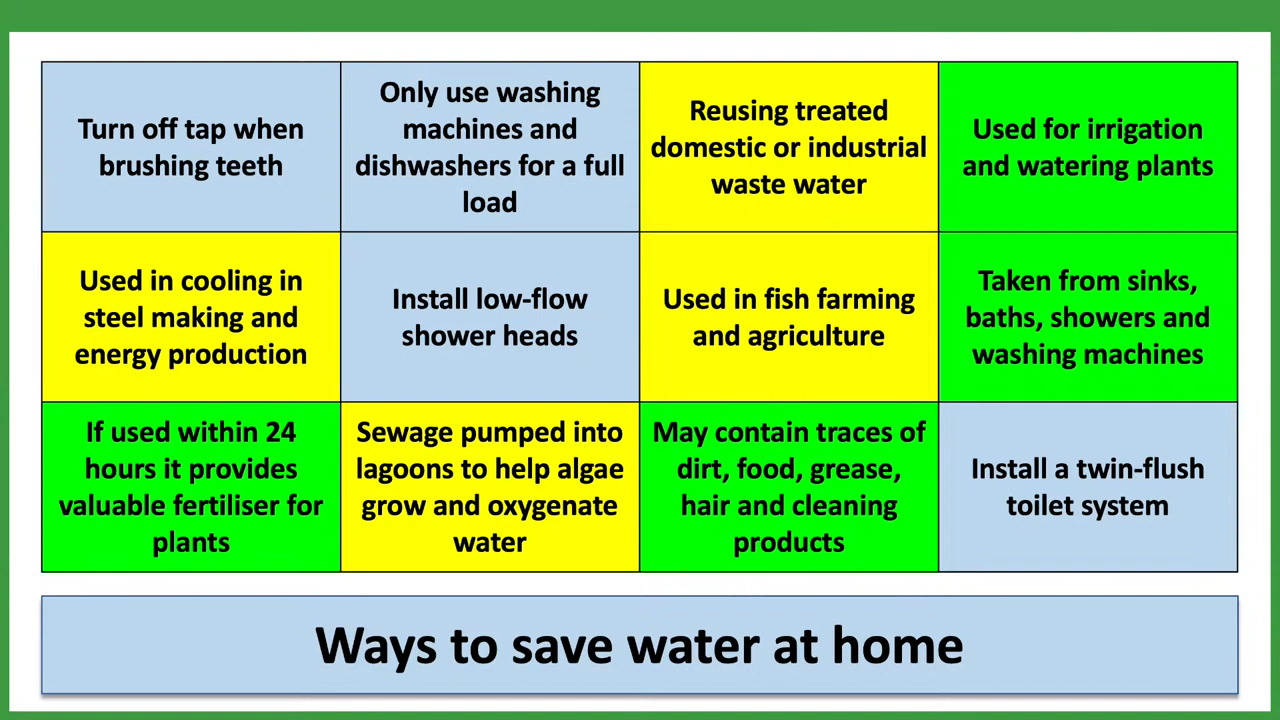 Turn off tap when
brushing teeth
Only use washing
machines and
dishwashers for a full
load
Reusing treated
domestic or industrial
waste water
Used for irrigation
and watering plants
Used in cooling in
steel making and
energy production
Install low-flow
shower heads
Used in fish farming
and agriculture
Taken from sinks,
baths, showers and
washing machines
If used within 24
hours it provides
valuable fertiliser for
plants
Sewage pumped into
lagoons to help algae
grow and oxygenate
water
May contain traces of
dirt, food, grease,
hair and cleaning
products
Install a twin-flush
toilet system
Ways to save water at home